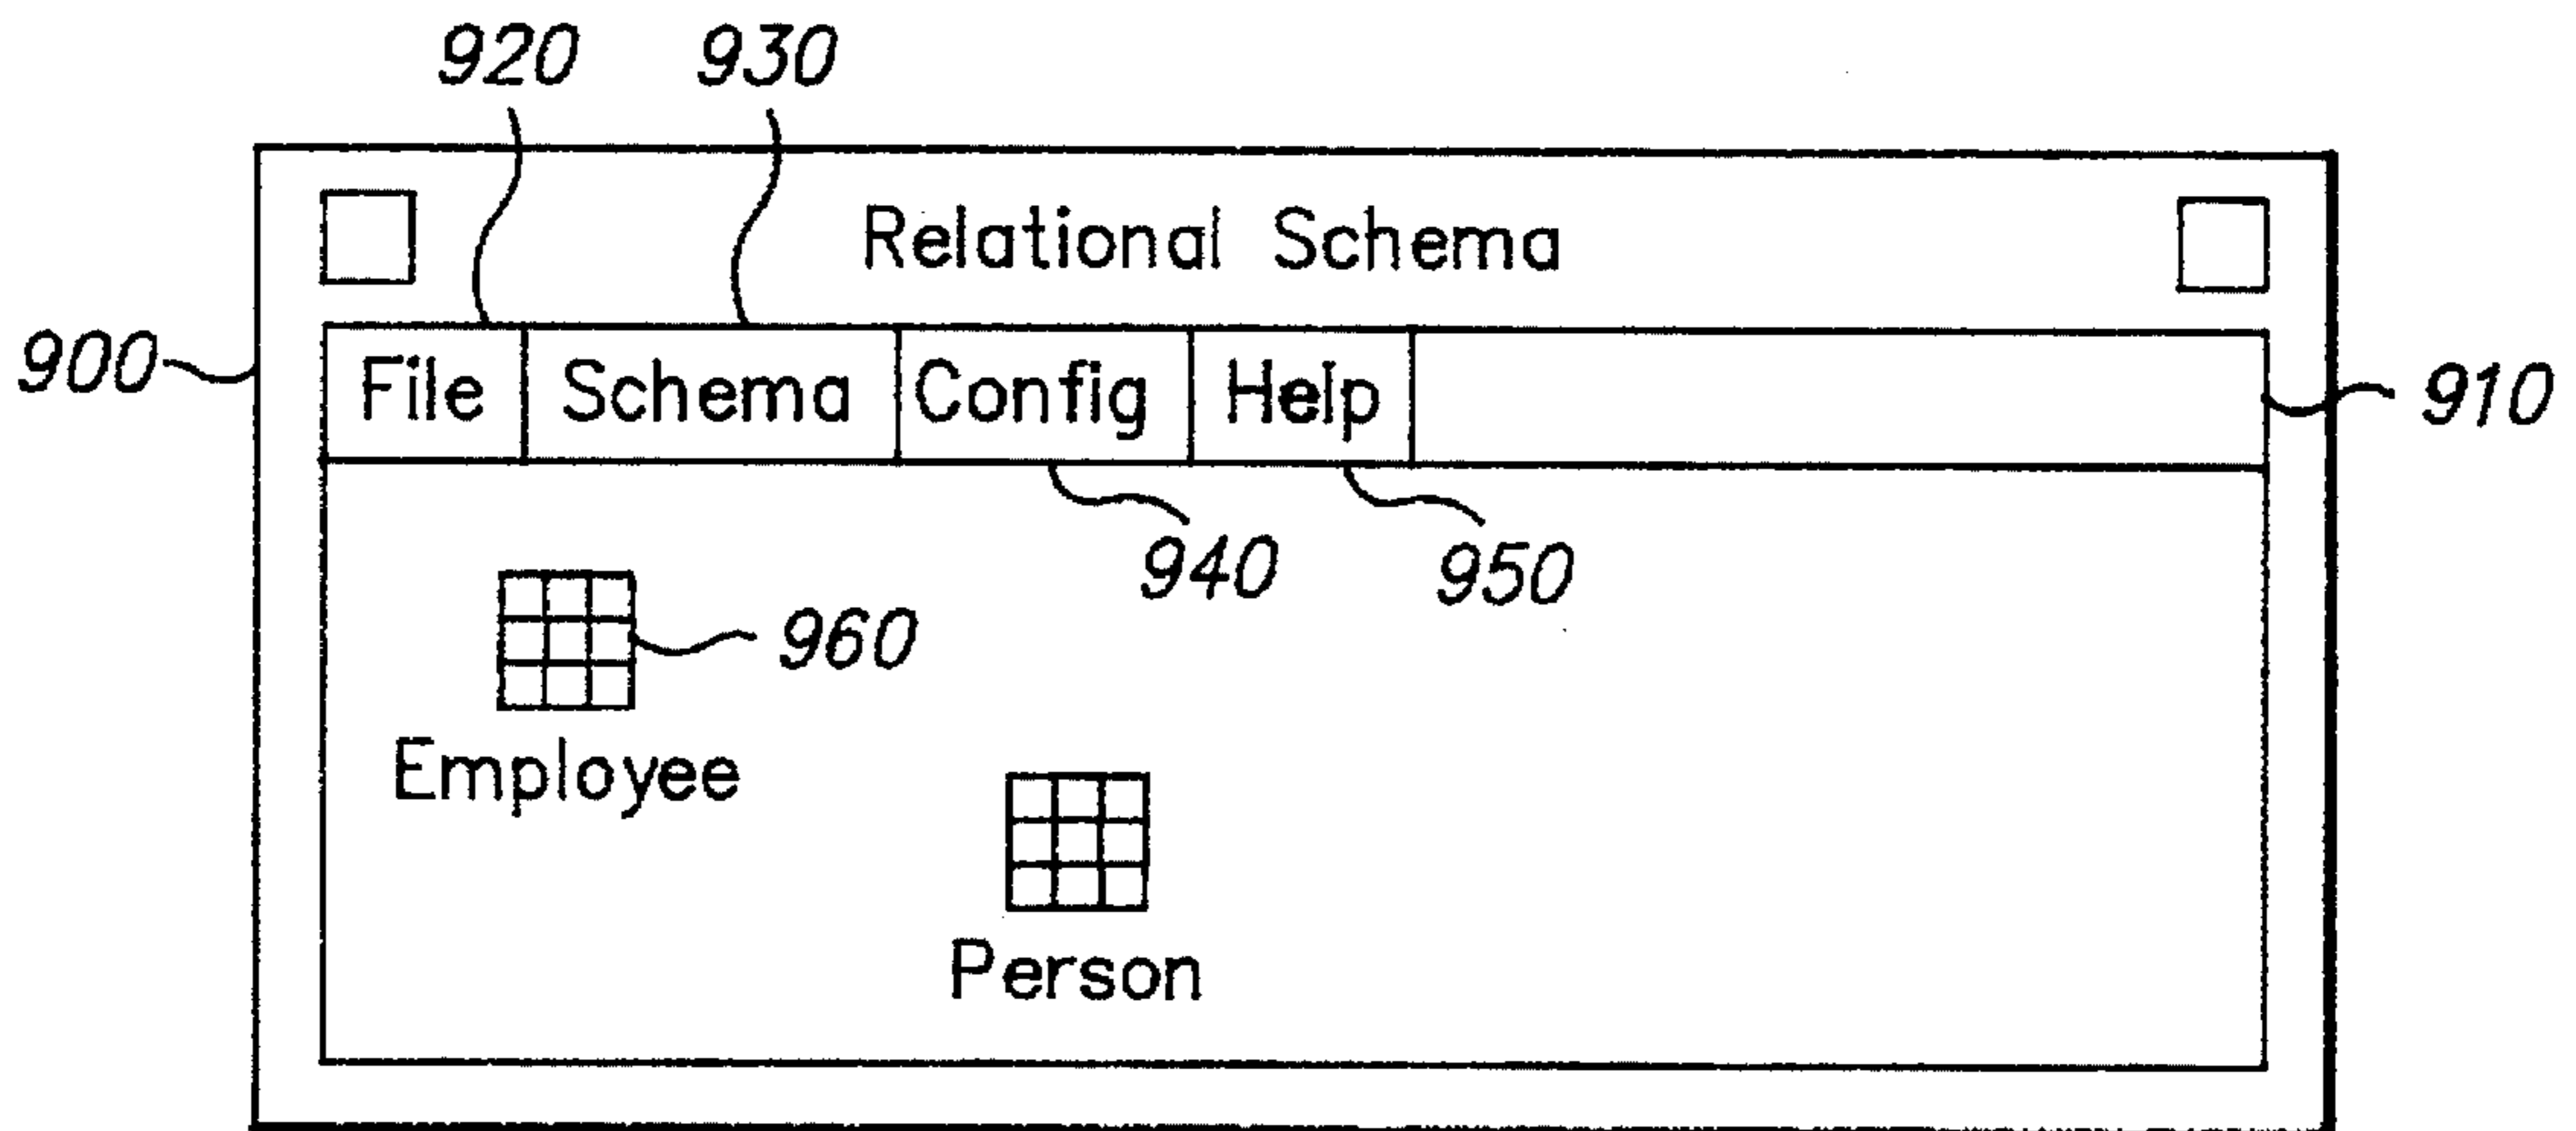 920 930
Relational Schema
900 File Schema Config Help 910
940 950
960
Employee
Person